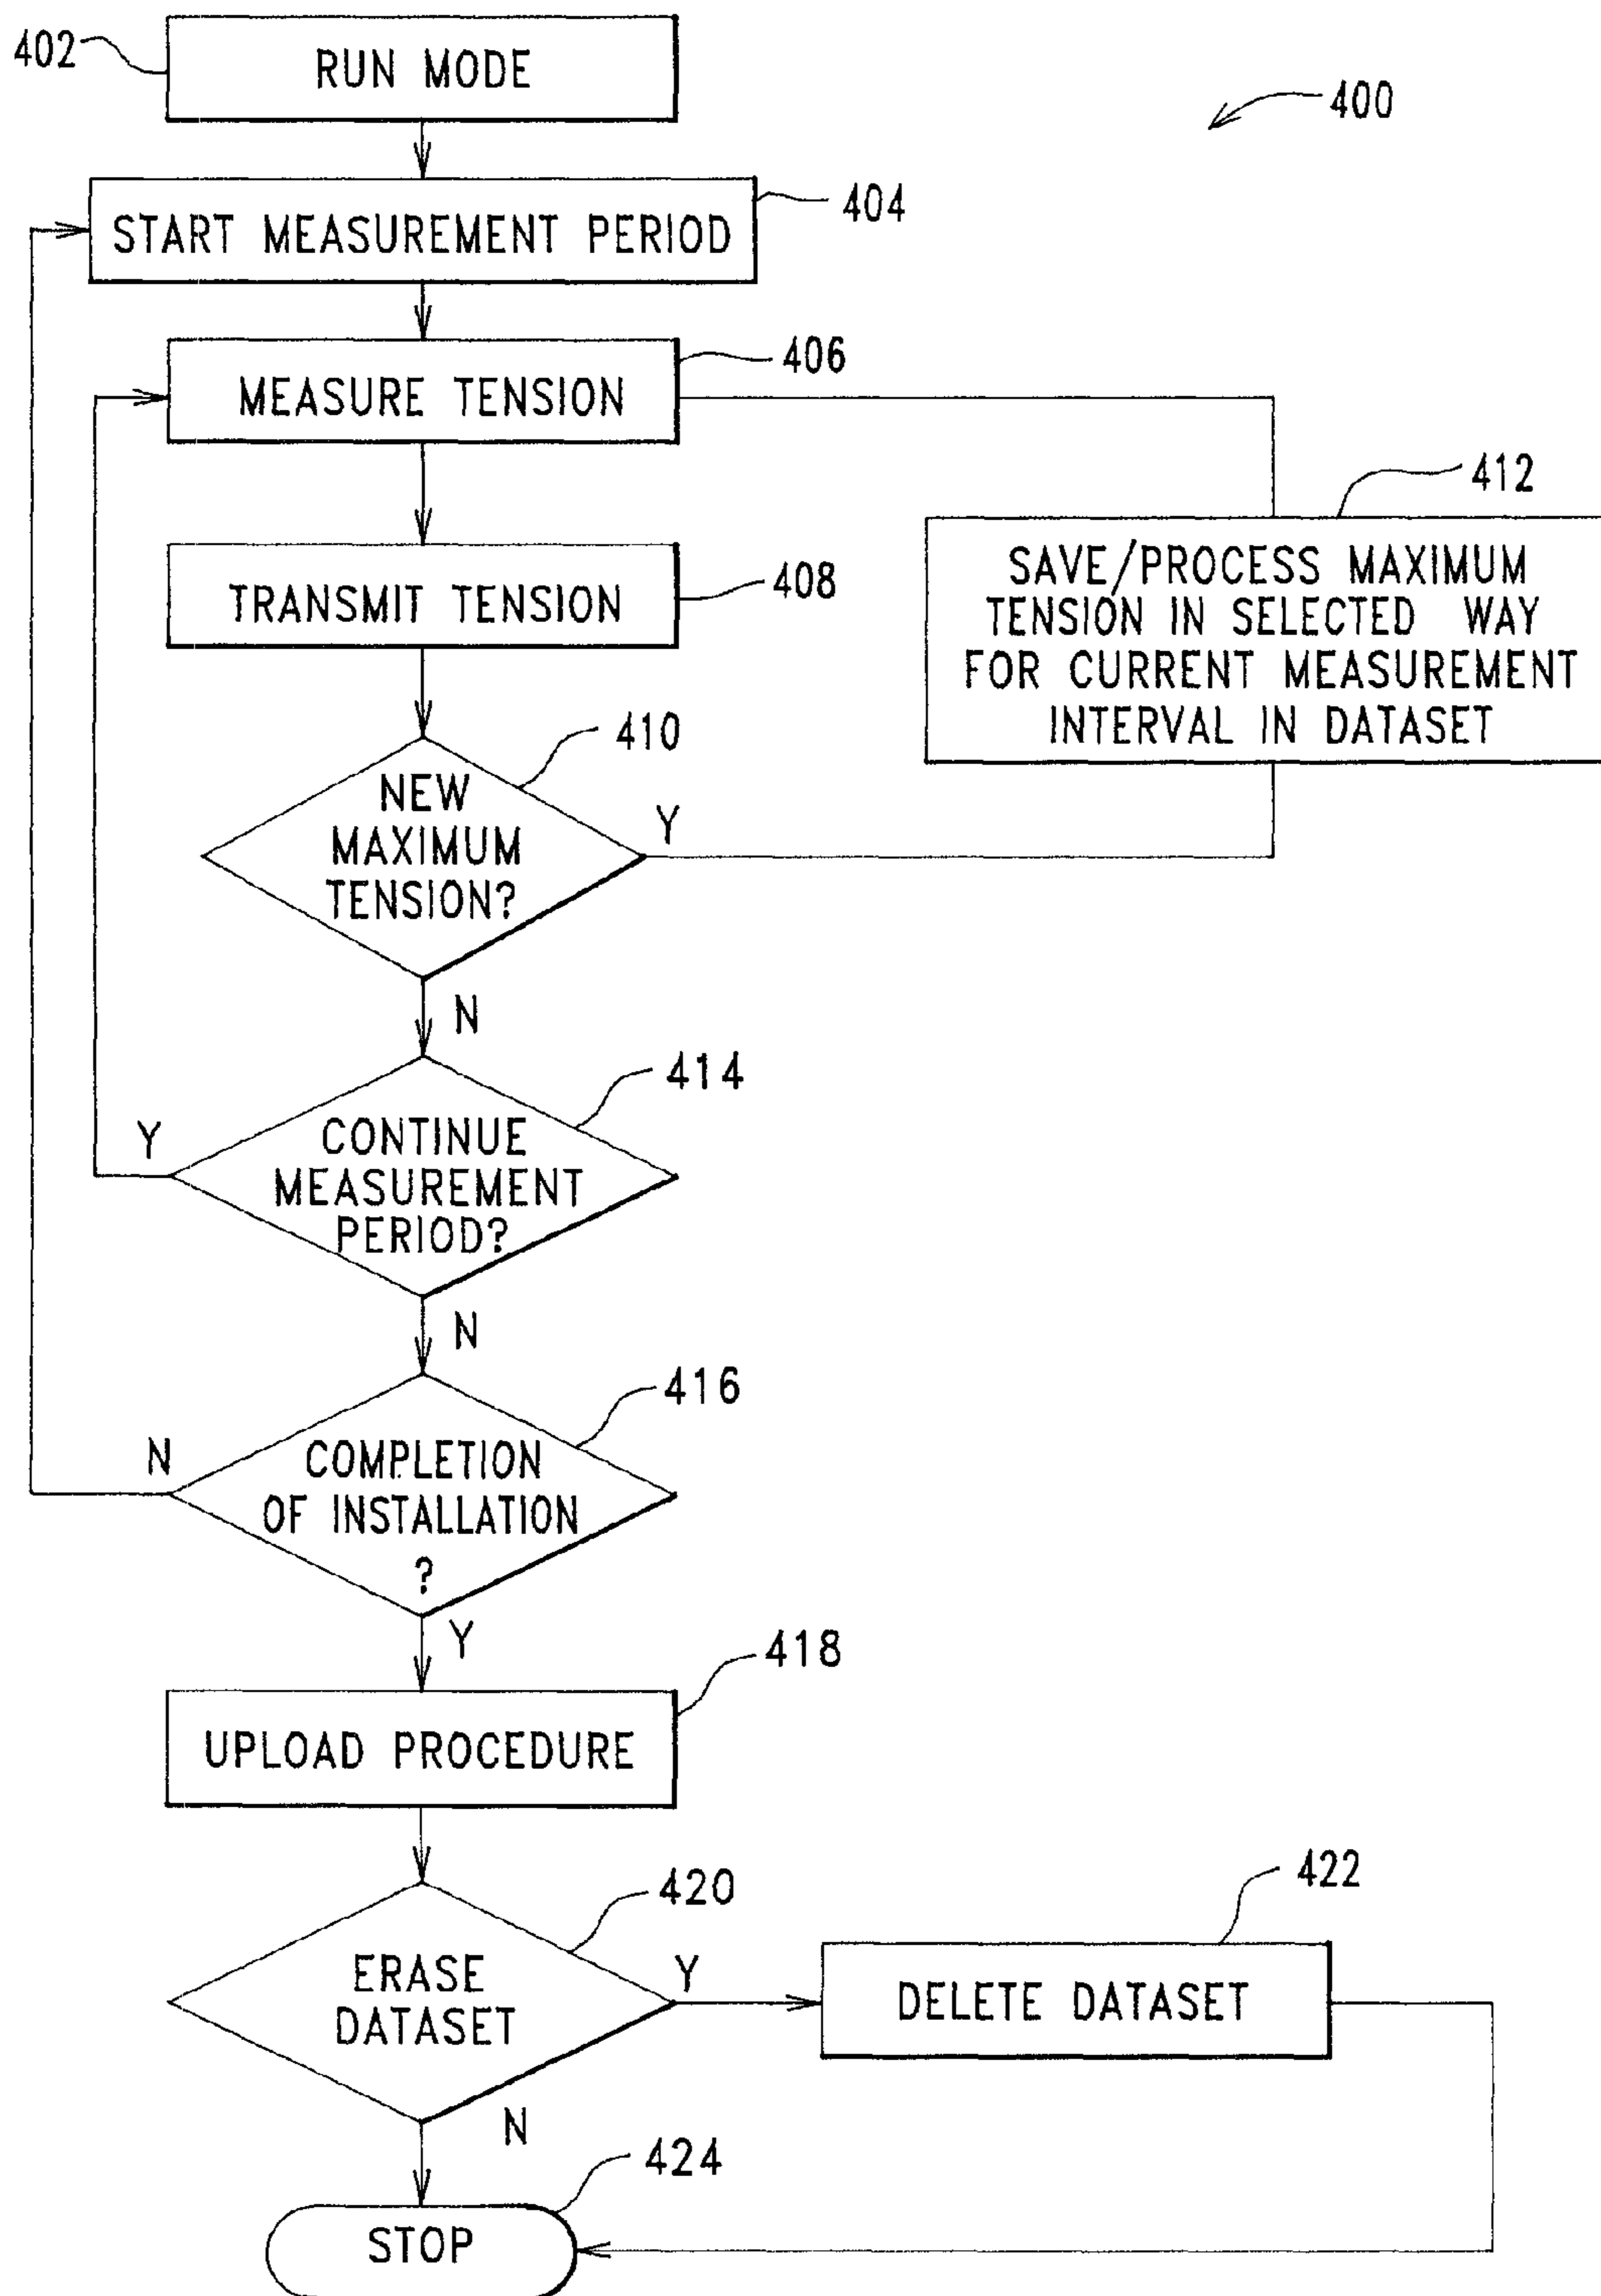 402
RUN MODE
400
START MEASUREMENT PERIOD
404
MEASURE TENSION
406
412
SAVE/PROCESS MAXIMUM
TENSION IN SELECTED WAY
FOR CURRENT MEASUREMENT
INTERVAL IN DATASET
TRANSMIT TENSION
408
410
NEW
MAXIMUM
TENSION?
Y
N
414
CONTINUE
MEASUREMENT
PERIOD?
Y
N
416
COMPLETION
OF INSTALLATION
?
N
Y
418
UPLOAD PROCEDURE
420
ERASE
DATASET
Y
422
DELETE DATASET
N
424
STOP